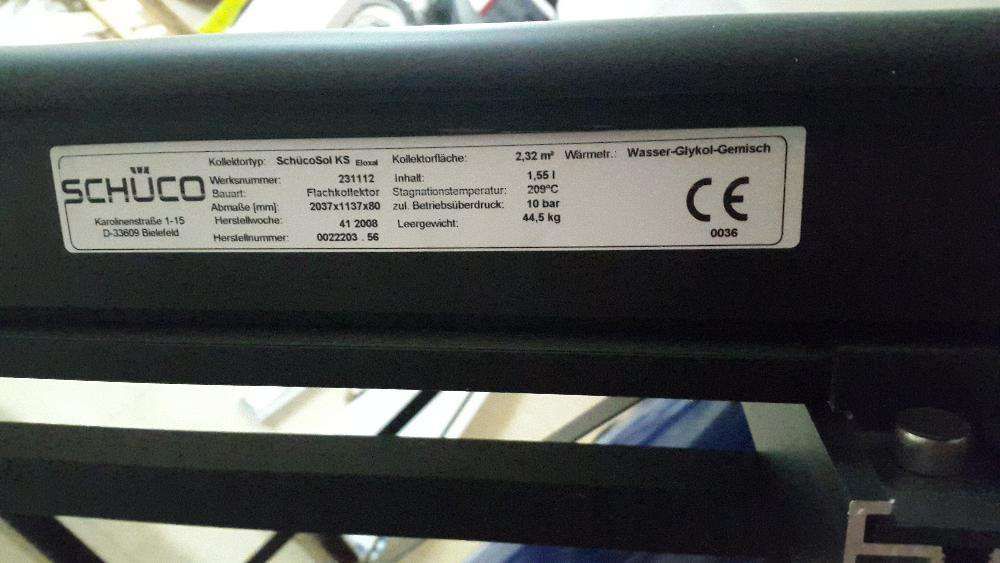 SCHÜCO
Karolinenstraße 1-15
D-33609 Bielefeld
Kollektortyp: SchücoSol KS Eloxal
Werksnummer: 231112
Bauart: Flachkollektor
Abmaße [mm]: 2037x1137x80
Herstellwoche: 41 2008
Herstellnummer: 0022203 . 56
Kollektorfläche: 2,32 m²
Inhalt: 1,55 l
Stagnationstemperatur: 209°C
zul. Betriebsüberdruck: 10 bar
Leergewicht: 44,5 kg
Wärmetr.: Wasser-Glykol-Gemisch
CE
0036